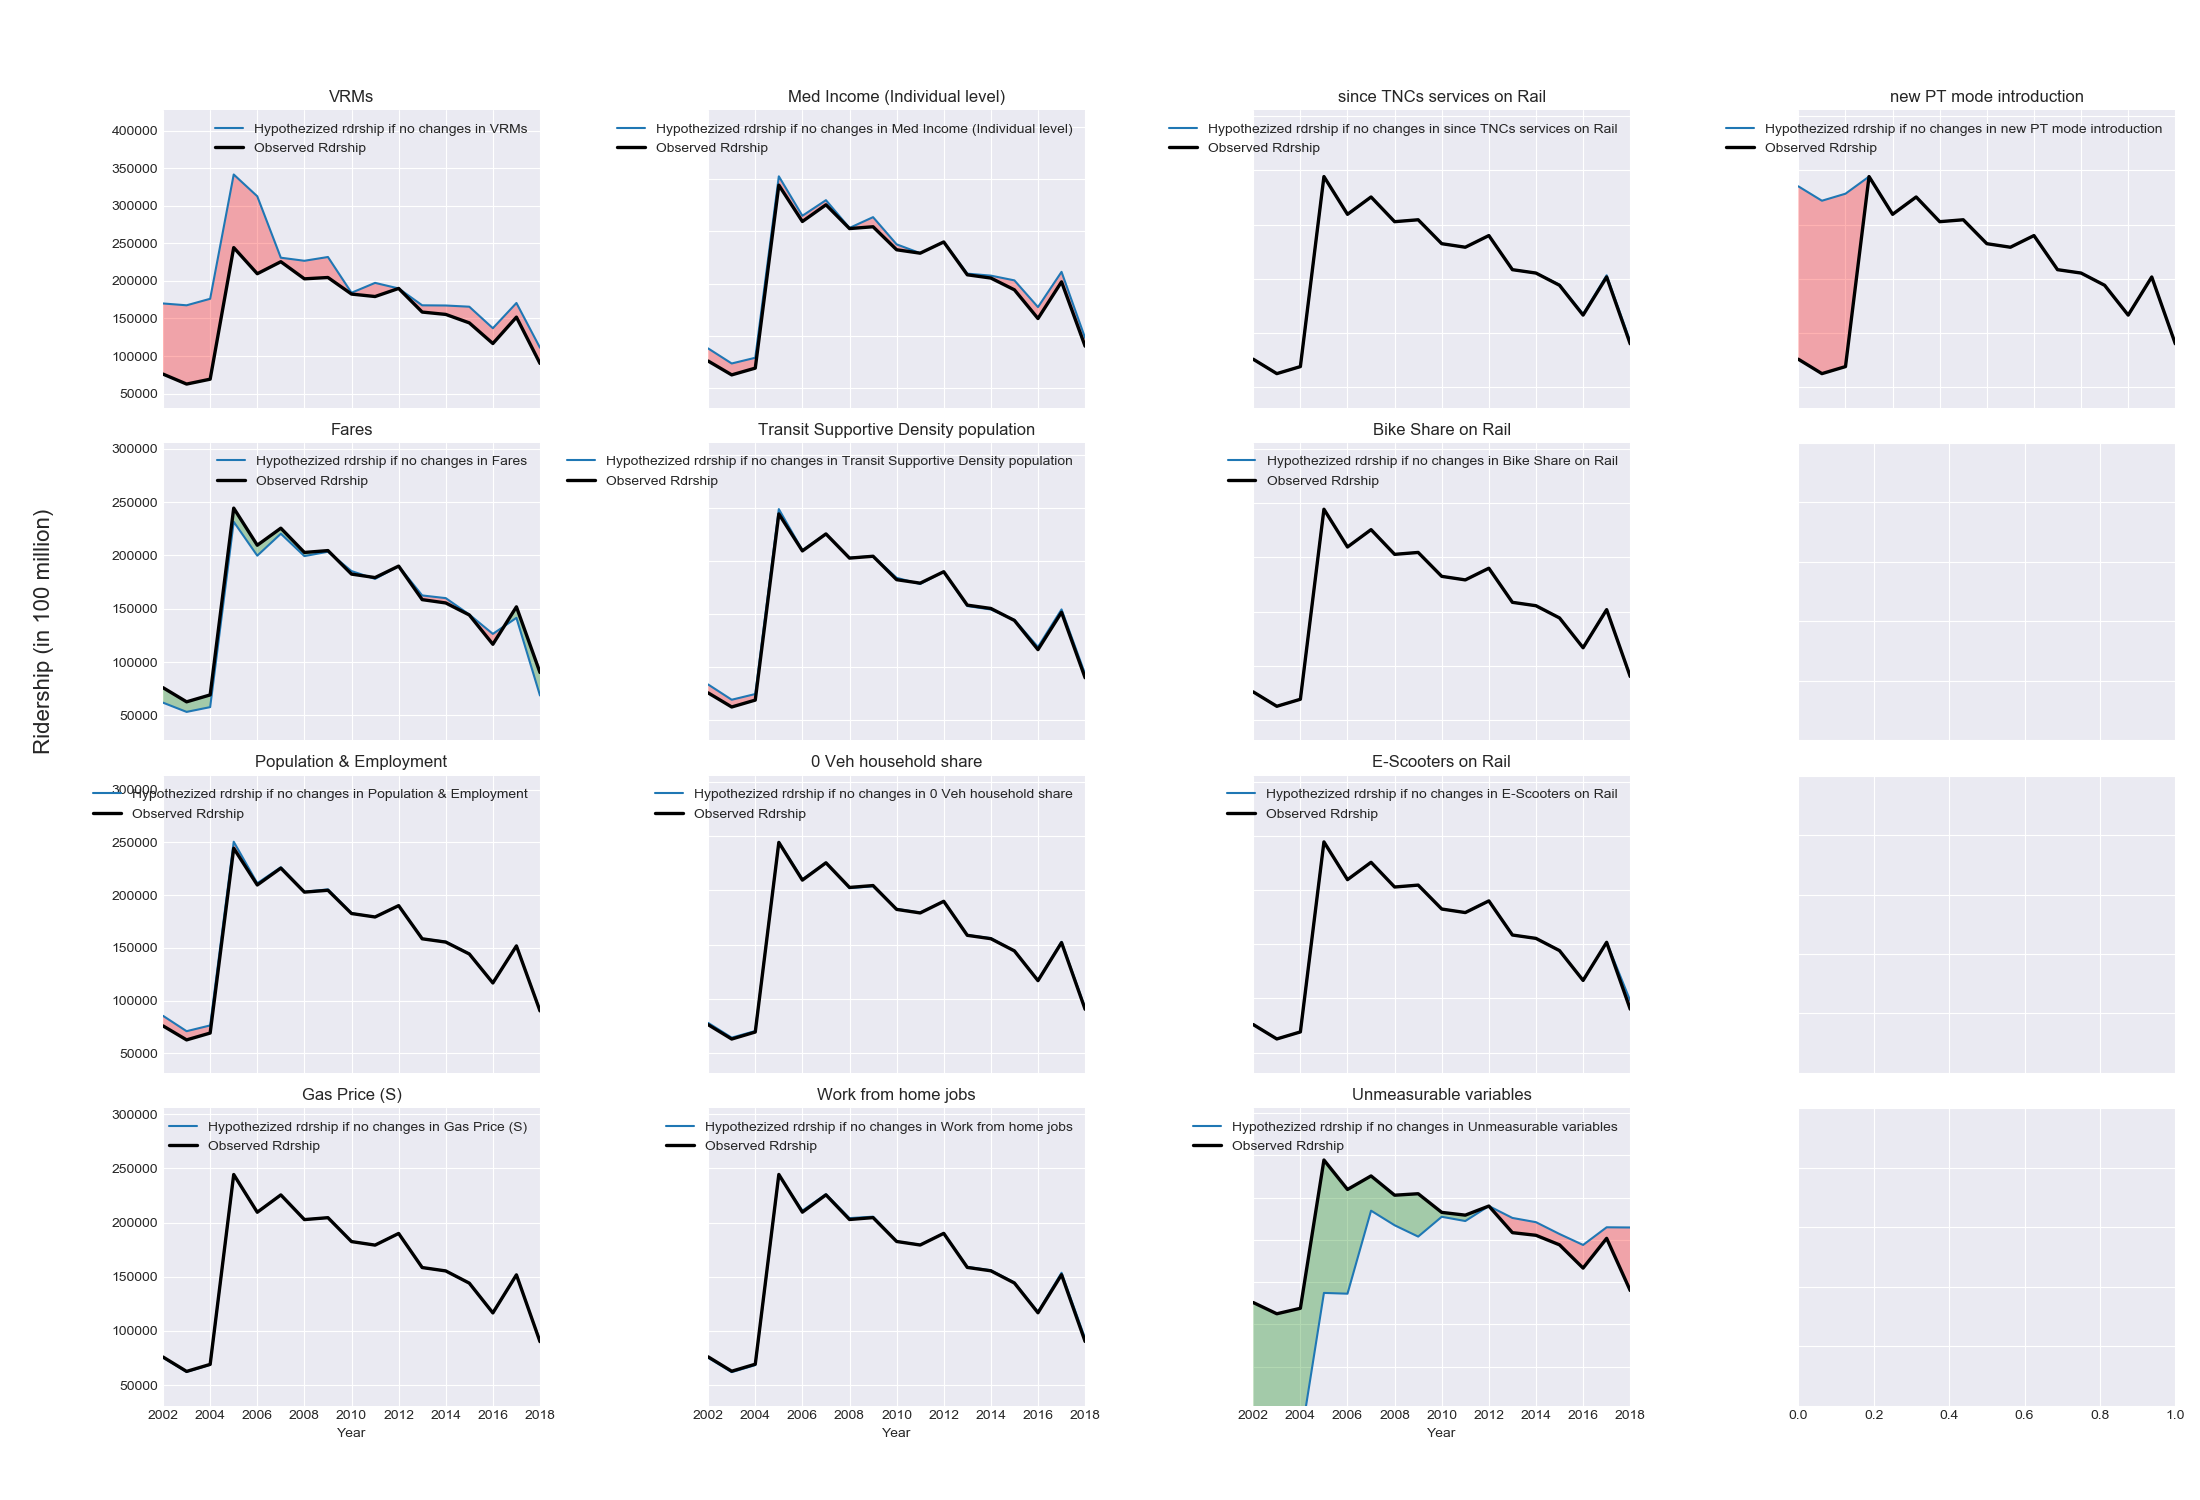 Ridership (in 100 million)
VRMs
Hypothezized rdrship if no changes in VRMs
Observed Rdrship
400000
350000
300000
250000
200000
150000
100000
50000
Med Income (Individual level)
Hypothezized rdrship if no changes in Med Income (Individual level)
Observed Rdrship
since TNCs services on Rail
Hypothezized rdrship if no changes in since TNCs services on Rail
Observed Rdrship
new PT mode introduction
Hypothezized rdrship if no changes in new PT mode introduction
Observed Rdrship
Fares
Hypothezized rdrship if no changes in Fares
Observed Rdrship
300000
250000
200000
150000
100000
50000
Transit Supportive Density population
Hypothezized rdrship if no changes in Transit Supportive Density population
Observed Rdrship
Bike Share on Rail
Hypothezized rdrship if no changes in Bike Share on Rail
Observed Rdrship
Population & Employment
Hypothezized rdrship if no changes in Population & Employment
Observed Rdrship
300000
250000
200000
150000
100000
50000
0 Veh household share
Hypothezized rdrship if no changes in 0 Veh household share
Observed Rdrship
E-Scooters on Rail
Hypothezized rdrship if no changes in E-Scooters on Rail
Observed Rdrship
Gas Price (S)
Hypothezized rdrship if no changes in Gas Price (S)
Observed Rdrship
300000
250000
200000
150000
100000
50000
2002 2004 2006 2008 2010 2012 2014 2016 2018
Year
Work from home jobs
Hypothezized rdrship if no changes in Work from home jobs
Observed Rdrship
2002 2004 2006 2008 2010 2012 2014 2016 2018
Year
Unmeasurable variables
Hypothezized rdrship if no changes in Unmeasurable variables
Observed Rdrship
2002 2004 2006 2008 2010 2012 2014 2016 2018
Year
0.0 0.2 0.4 0.6 0.8 1.0